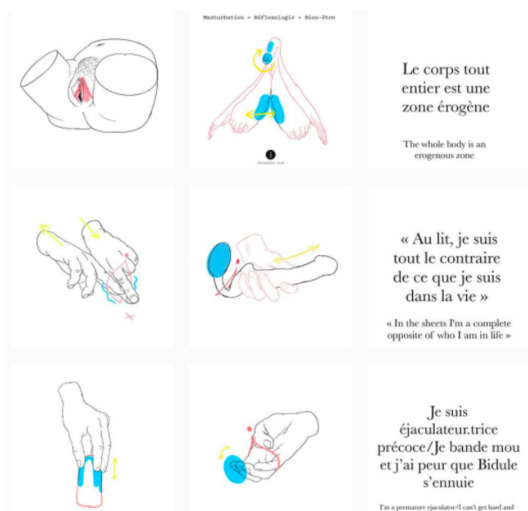 Masturbation + Réflexologie = Bien-être
Le corps tout
entier est une
zone érogène
The whole body is an
erogenous zone
« Au lit, je suis
tout le contraire
de ce que je suis
dans la vie »
« In the sheets I'm a complete
opposite of who I am in life »
Je suis
éjaculateur.trice
précoce/Je bande mou
et j'ai peur que Bidule
s'ennuie
I'm a premature ejaculator/I can't get hard and